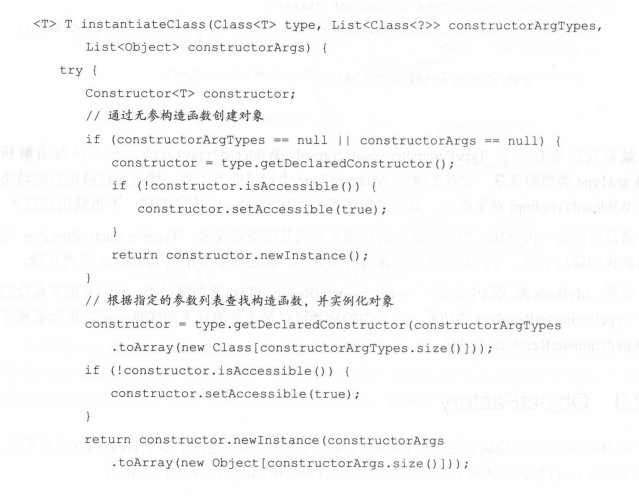 <T> T instantiateClass(Class<T> type, List<Class<?>> constructorArgTypes,
List<Object> constructorArgs) {
try {
Constructor<T> constructor;
// 通过无参构造函数创建对象
if (constructorArgTypes == null || constructorArgs == null) {
constructor = type.getDeclaredConstructor();
if (!constructor.isAccessible()) {
constructor.setAccessible(true);
}
return constructor.newInstance();
}
// 根据指定的参数列表查找构造函数,并实例化对象
constructor = type.getDeclaredConstructor(constructorArgTypes
.toArray(new Class[constructorArgTypes.size()]));
if (!constructor.isAccessible()) {
constructor.setAccessible(true);
}
return constructor.newInstance(constructorArgs
.toArray(new Object[constructorArgs.size()]));